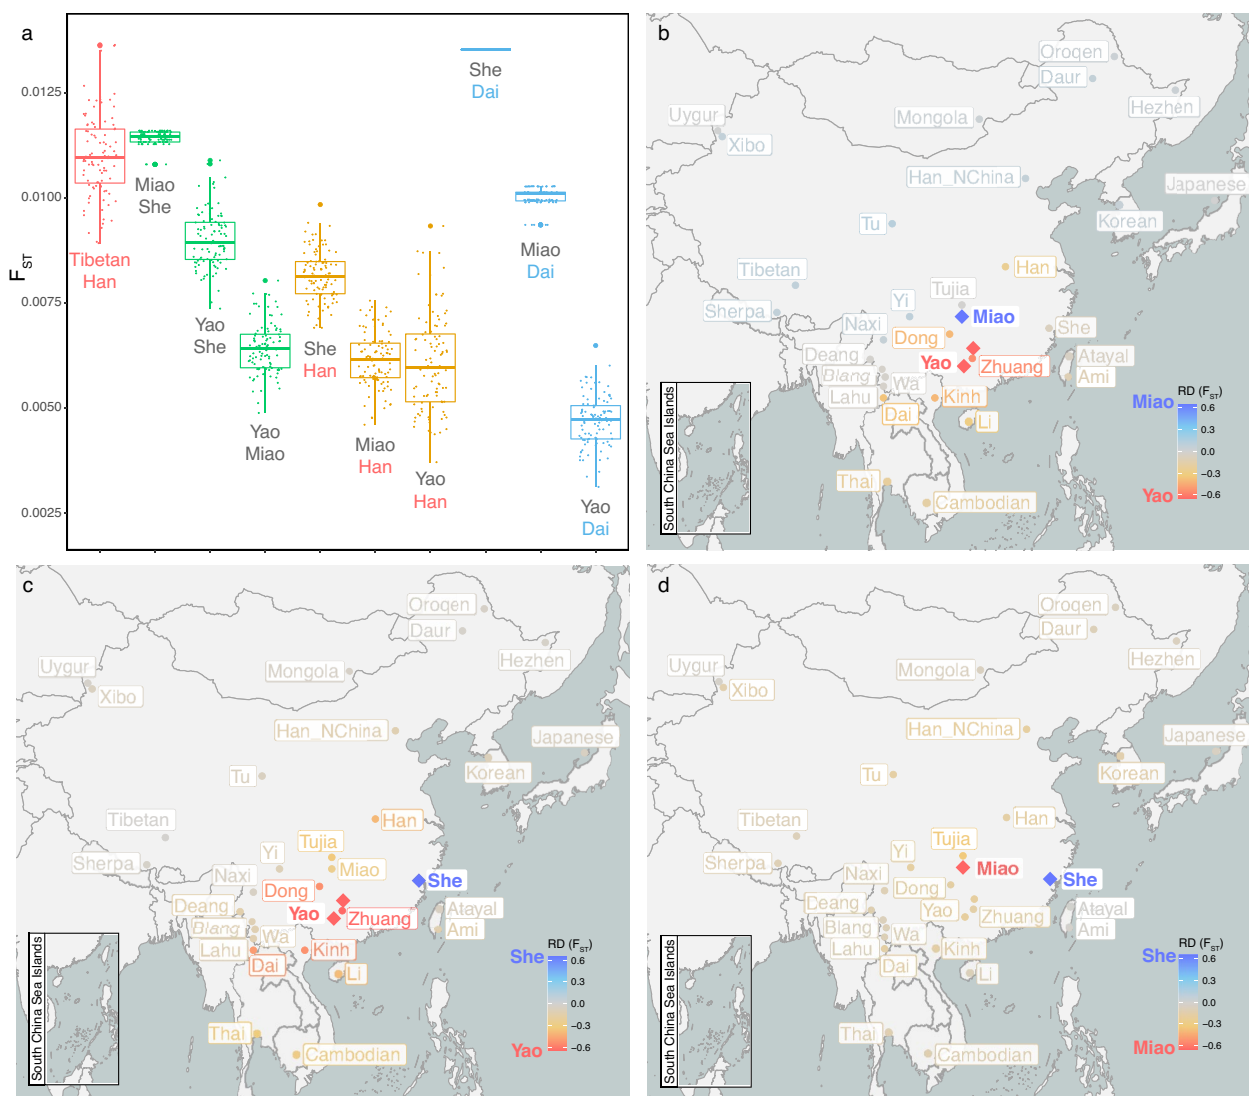 a
F_ST
0.0125
0.0100
0.0075
0.0050
0.0025
Tibetan
Han
Miao
She
Yao
She
Yao
Miao
She
Han
Miao
Han
Yao
Han
She
Dai
Miao
Dai
Yao
Dai
b
Oroqen
Daur
Hezhen
Uygur
Xibo
Mongola
Han_NChina
Japanese
Korean
Tu
Tibetan
Han
Sherpa
Yi
Tujia
Miao
Naxi
Dong
She
Deang
Yao
Zhuang
Atayal
Blang
Wa
Ami
Lahu
Dai
Kinh
Li
Thai
Cambodian
South China Sea Islands
RD (F_ST)
Miao
0.6
0.3
0.0
−0.3
−0.6
Yao
c
Oroqen
Daur
Hezhen
Uygur
Xibo
Mongola
Han_NChina
Japanese
Korean
Tu
Tibetan
Han
Tujia
Sherpa
Yi
Miao
Naxi
Dong
She
Deang
Yao
Zhuang
Atayal
Blang
Wa
Ami
Lahu
Dai
Kinh
Li
Thai
Cambodian
South China Sea Islands
RD (F_ST)
She
0.6
0.3
0.0
−0.3
−0.6
Yao
d
Oroqen
Daur
Hezhen
Uygur
Xibo
Mongola
Han_NChina
Japanese
Korean
Tu
Tibetan
Han
Tujia
Sherpa
Yi
Miao
Naxi
Dong
She
Deang
Yao
Zhuang
Atayal
Blang
Wa
Ami
Lahu
Dai
Kinh
Li
Thai
Cambodian
South China Sea Islands
RD (F_ST)
She
0.6
0.3
0.0
−0.3
−0.6
Miao